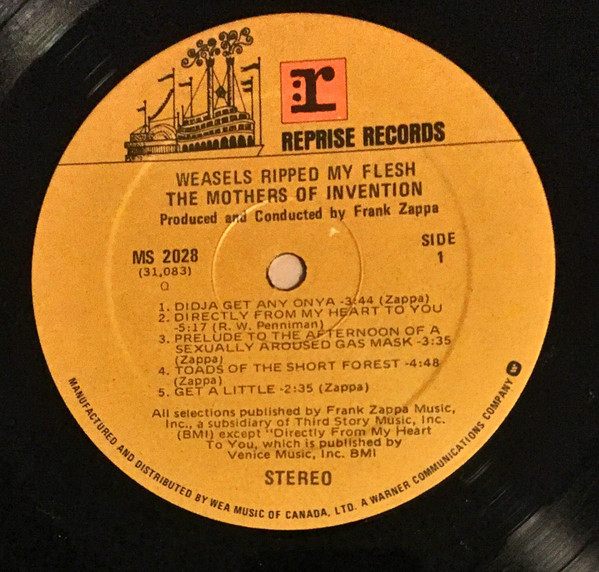 r
REPRISE RECORDS
WEASELS RIPPED MY FLESH
THE MOTHERS OF INVENTION
Produced and Conducted by Frank Zappa
MS 2028
(31,083)
Q
SIDE
1
1. DIDJA GET ANY ONYA -3:44 (Zappa)
2. DIRECTLY FROM MY HEART TO YOU
-5:17 (R. W. Penniman)
3. PRELUDE TO THE AFTERNOON OF A
SEXUALLY AROUSED GAS MASK -3:35
(Zappa)
4. TOADS OF THE SHORT FOREST -4:48
(Zappa)
5. GET A LITTLE -2:35 (Zappa)
All selections published by Frank Zappa Music,
Inc., a subsidiary of Third Story Music, Inc.
(BMI) except "Directly From My Heart
To You, which is published by
Venice Music, Inc. BMI
STEREO
MANUFACTURED AND DISTRIBUTED BY WEA MUSIC OF CANADA, LTD. A WARNER COMMUNICATIONS COMPANY